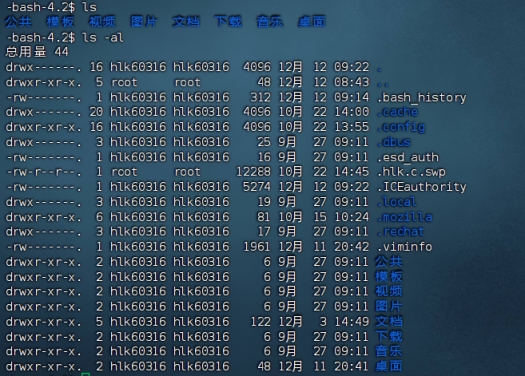 -bash-4.2$ ls
公共 模板 视频 图片 文档 下载 音乐 桌面
-bash-4.2$ ls -al
总用量 44
drwx------. 16 hlk60316 hlk60316 4096 12月 12 09:22 .
drwxr-xr-x. 5 root root 48 12月 12 08:43 ..
-rw-------. 1 hlk60316 hlk60316 312 12月 12 09:14 .bash_history
drwx------. 20 hlk60316 hlk60316 4096 10月 22 14:00 .cache
drwxr-xr-x. 16 hlk60316 hlk60316 4096 10月 22 13:55 .config
drwx------. 3 hlk60316 hlk60316 25 9月 27 09:11 .dbus
-rw-------. 1 hlk60316 hlk60316 16 9月 27 09:11 .esd_auth
-rw-r--r--. 1 root root 12288 10月 22 14:45 .hlk.c.swp
-rw-------. 1 hlk60316 hlk60316 5274 12月 12 09:22 .ICEauthority
drwx------. 3 hlk60316 hlk60316 19 9月 27 09:11 .local
drwxr-xr-x. 6 hlk60316 hlk60316 81 10月 15 10:24 .mozilla
drwx------. 3 hlk60316 hlk60316 17 9月 27 09:11 .redhat
-rw-------. 1 hlk60316 hlk60316 1961 12月 11 20:42 .viminfo
drwxr-xr-x. 2 hlk60316 hlk60316 6 9月 27 09:11 公共
drwxr-xr-x. 2 hlk60316 hlk60316 6 9月 27 09:11 模板
drwxr-xr-x. 2 hlk60316 hlk60316 6 9月 27 09:11 视频
drwxr-xr-x. 2 hlk60316 hlk60316 6 9月 27 09:11 图片
drwxr-xr-x. 5 hlk60316 hlk60316 122 12月 3 14:49 文档
drwxr-xr-x. 2 hlk60316 hlk60316 6 9月 27 09:11 下载
drwxr-xr-x. 2 hlk60316 hlk60316 6 9月 27 09:11 音乐
drwxr-xr-x. 2 hlk60316 hlk60316 48 12月 11 20:41 桌面